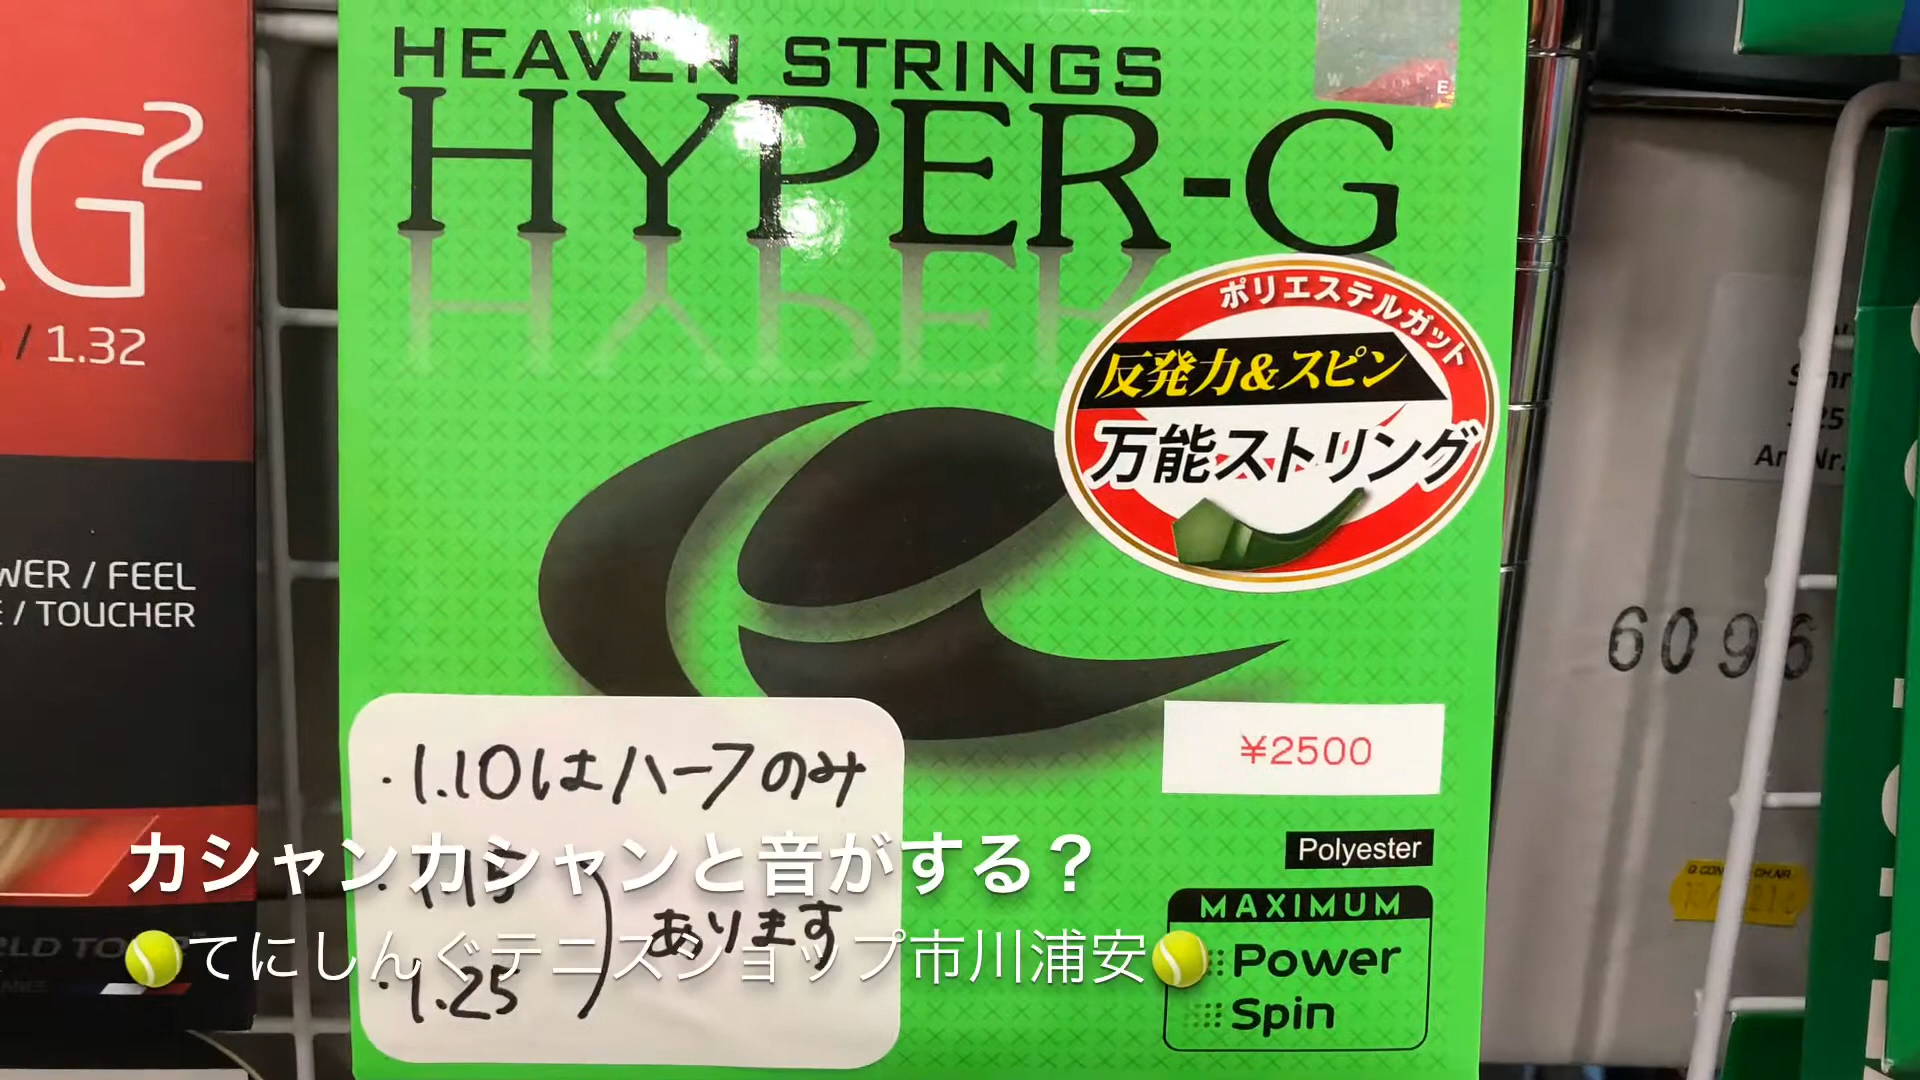 HEAVEN STRINGS
HYPER-G
G²
/ 1.32
ポリエステルガット
反発力&スピン
万能ストリング
WER / FEEL
E / TOUCHER
6096
・1.10はハーフのみ
¥2500
・1.15
あります
・1.25
カシャンカシャンと音がする?
🎾てにしんぐテニスショップ市川浦安🎾
Polyester
MAXIMUM
Power
Spin